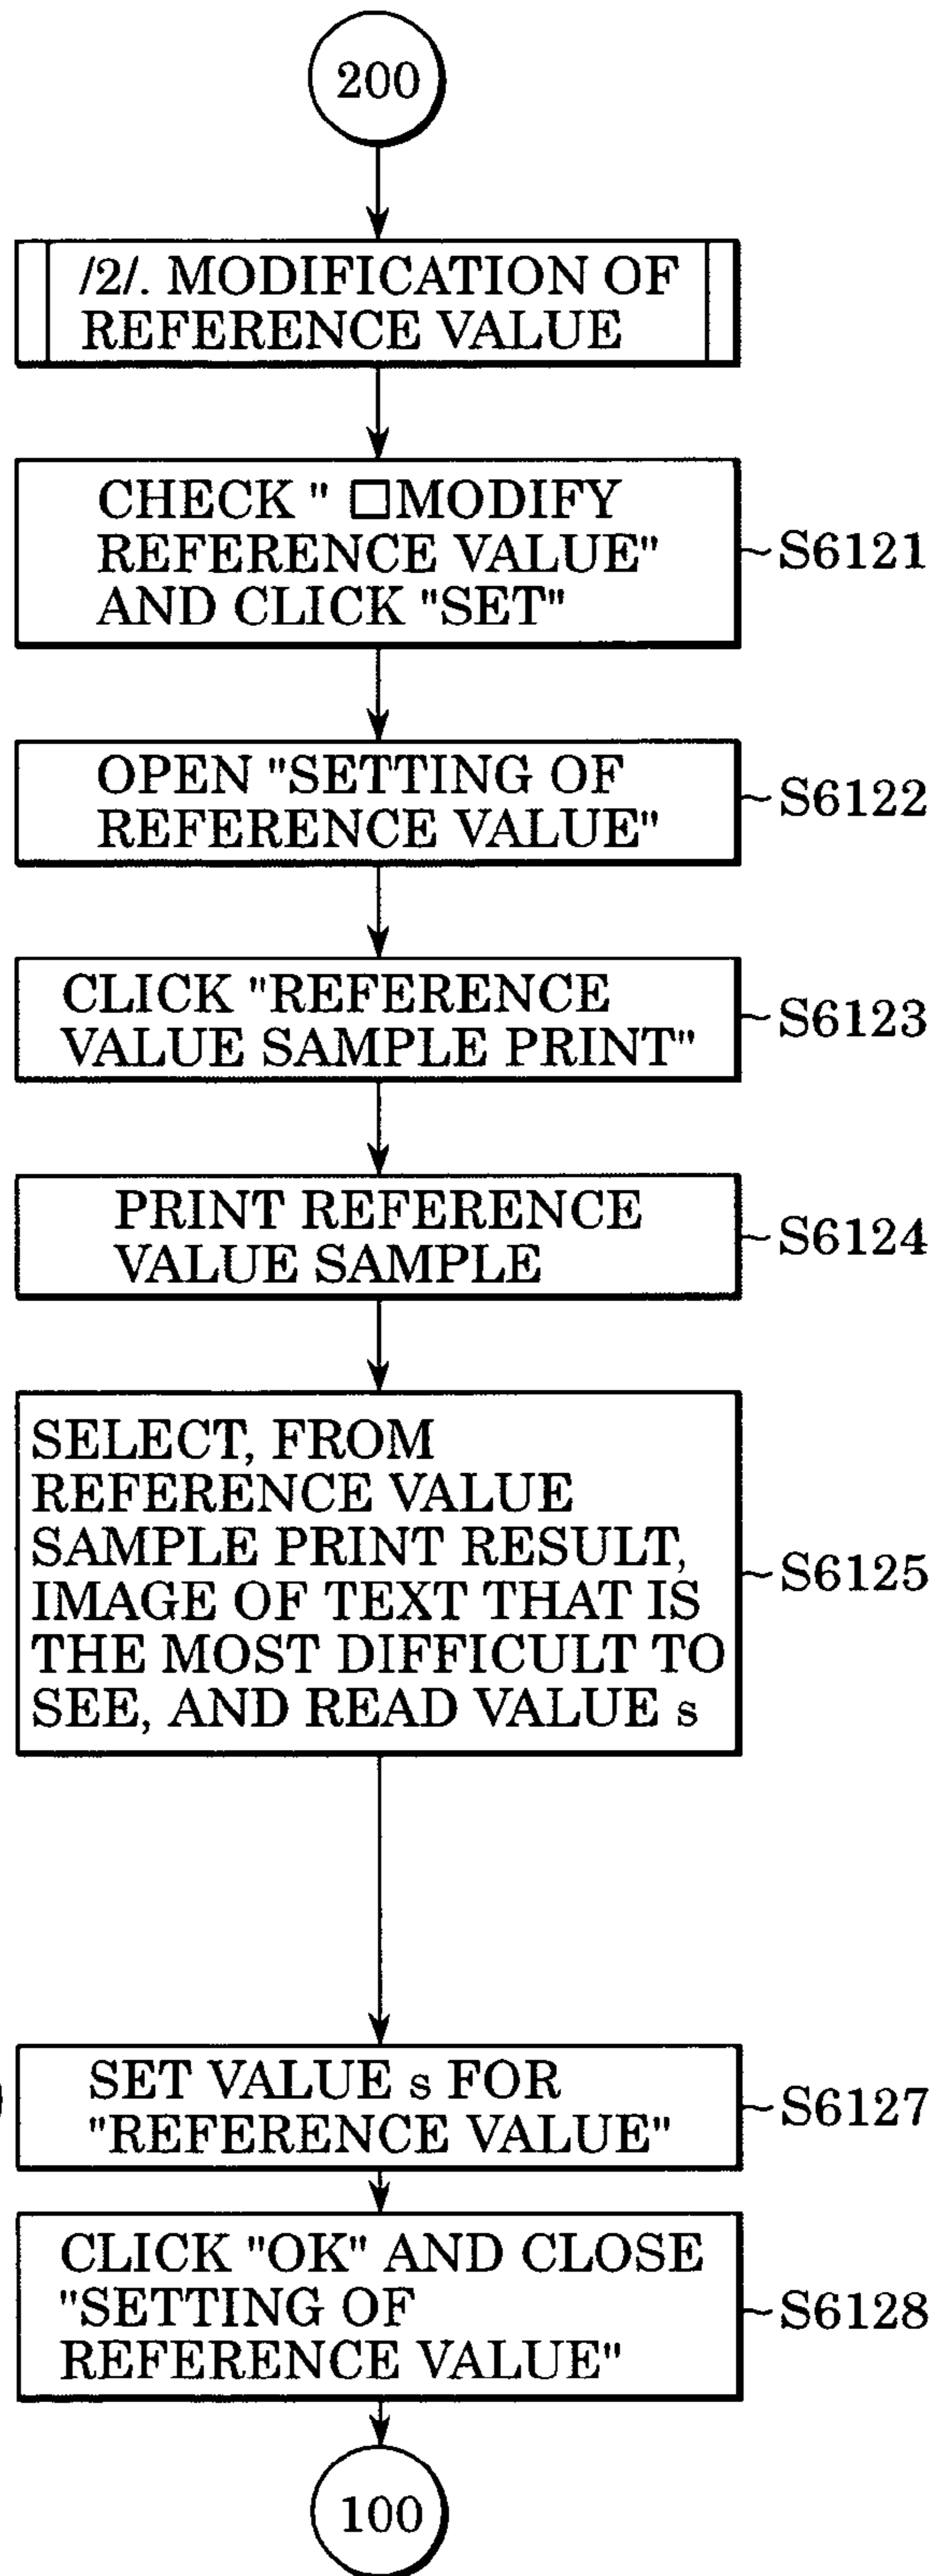 200
/2/. MODIFICATION OF
REFERENCE VALUE
CHECK " □MODIFY
REFERENCE VALUE"
AND CLICK "SET"
S6121
OPEN "SETTING OF
REFERENCE VALUE"
S6122
CLICK "REFERENCE
VALUE SAMPLE PRINT"
S6123
PRINT REFERENCE
VALUE SAMPLE
S6124
SELECT, FROM
REFERENCE VALUE
SAMPLE PRINT RESULT,
IMAGE OF TEXT THAT IS
THE MOST DIFFICULT TO
SEE, AND READ VALUE s
S6125
SET VALUE s FOR
"REFERENCE VALUE"
S6127
CLICK "OK" AND CLOSE
"SETTING OF
REFERENCE VALUE"
S6128
100